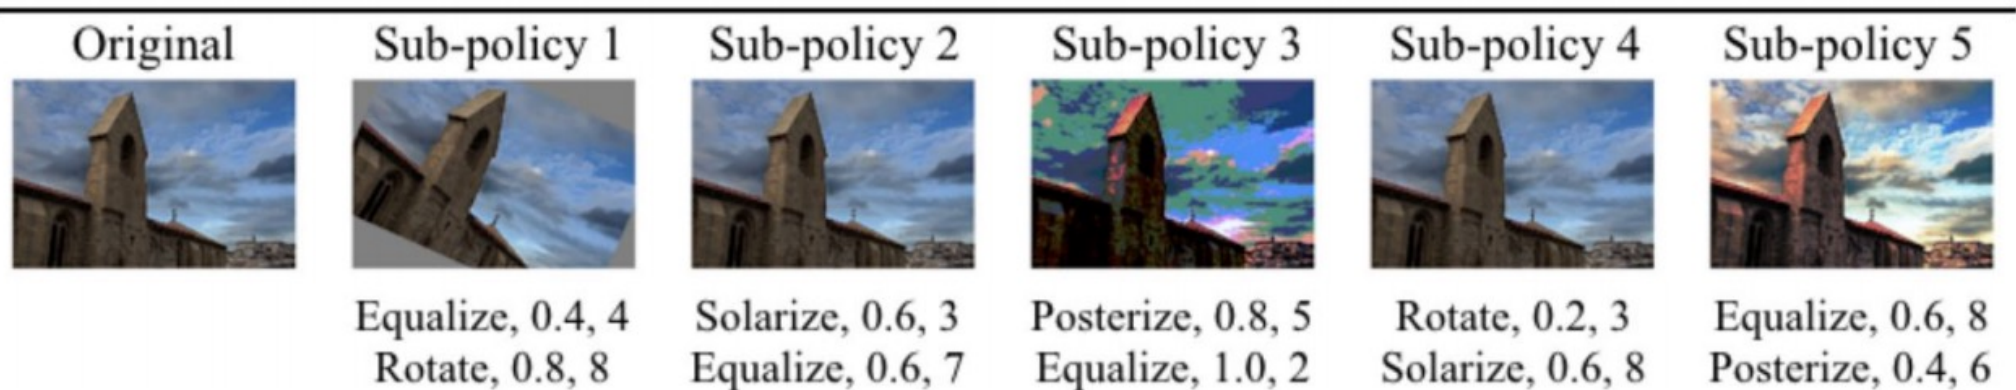 Original Sub-policy 1 Sub-policy 2 Sub-policy 3 Sub-policy 4 Sub-policy 5
Equalize, 0.4, 4 Solarize, 0.6, 3 Posterize, 0.8, 5 Rotate, 0.2, 3 Equalize, 0.6, 8
Rotate, 0.8, 8 Equalize, 0.6, 7 Equalize, 1.0, 2 Solarize, 0.6, 8 Posterize, 0.4, 6